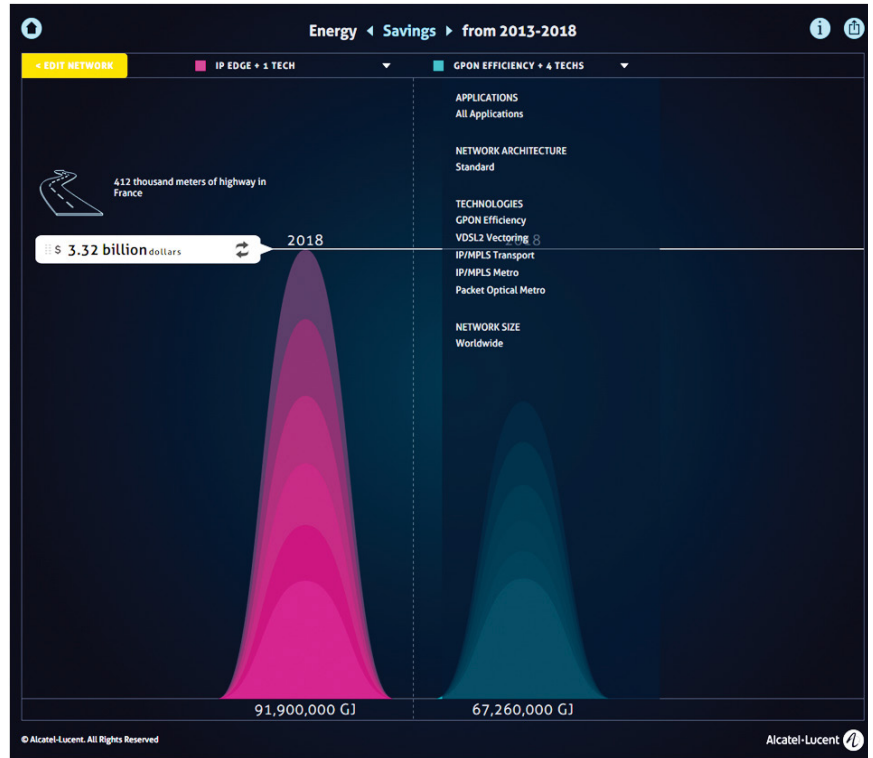 Energy Savings from 2013-2018
i
< EDIT NETWORK
IP EDGE + 1 TECH
GPON EFFICIENCY + 4 TECHS
APPLICATIONS
All Applications
NETWORK ARCHITECTURE
Standard
TECHNOLOGIES
GPON Efficiency
VDSL2 Vectoring
IP/MPLS Transport
IP/MPLS Metro
Packet Optical Metro
NETWORK SIZE
Worldwide
412 thousand meters of highway in
France
$ 3.32 billion dollars
2018
2018
91,900,000 GJ
67,260,000 GJ
© Alcatel-Lucent. All Rights Reserved
Alcatel·Lucent